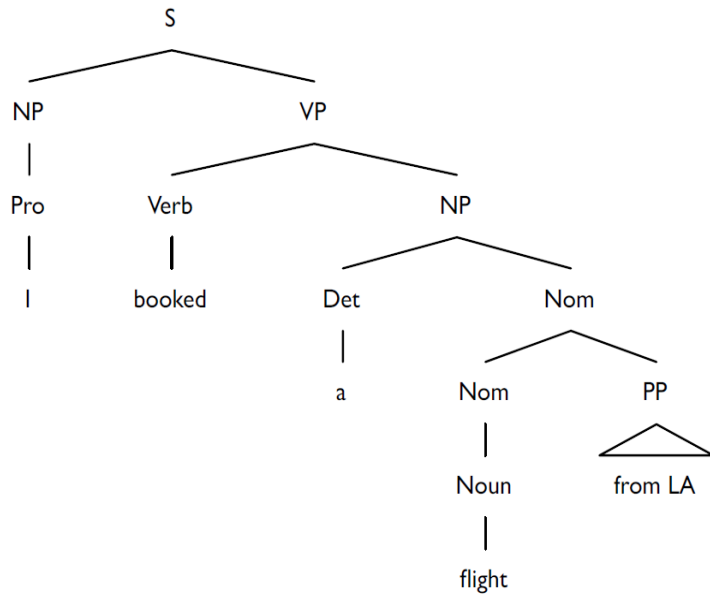 S
NP VP
Pro Verb NP
I booked Det Nom
a Nom PP
Noun from LA
flight